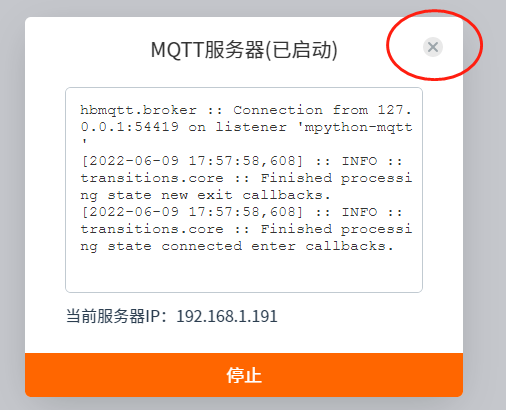 MQTT服务器(已启动)
hbmqtt.broker :: Connection from 127.
0.0.1:54419 on listener 'mpython-mqtt
'
[2022-06-09 17:57:58,608] :: INFO ::
transitions.core :: Finished processi
ng state new exit callbacks.
[2022-06-09 17:57:58,608] :: INFO ::
transitions.core :: Finished processi
ng state connected enter callbacks.
当前服务器IP：192.168.1.191
停止